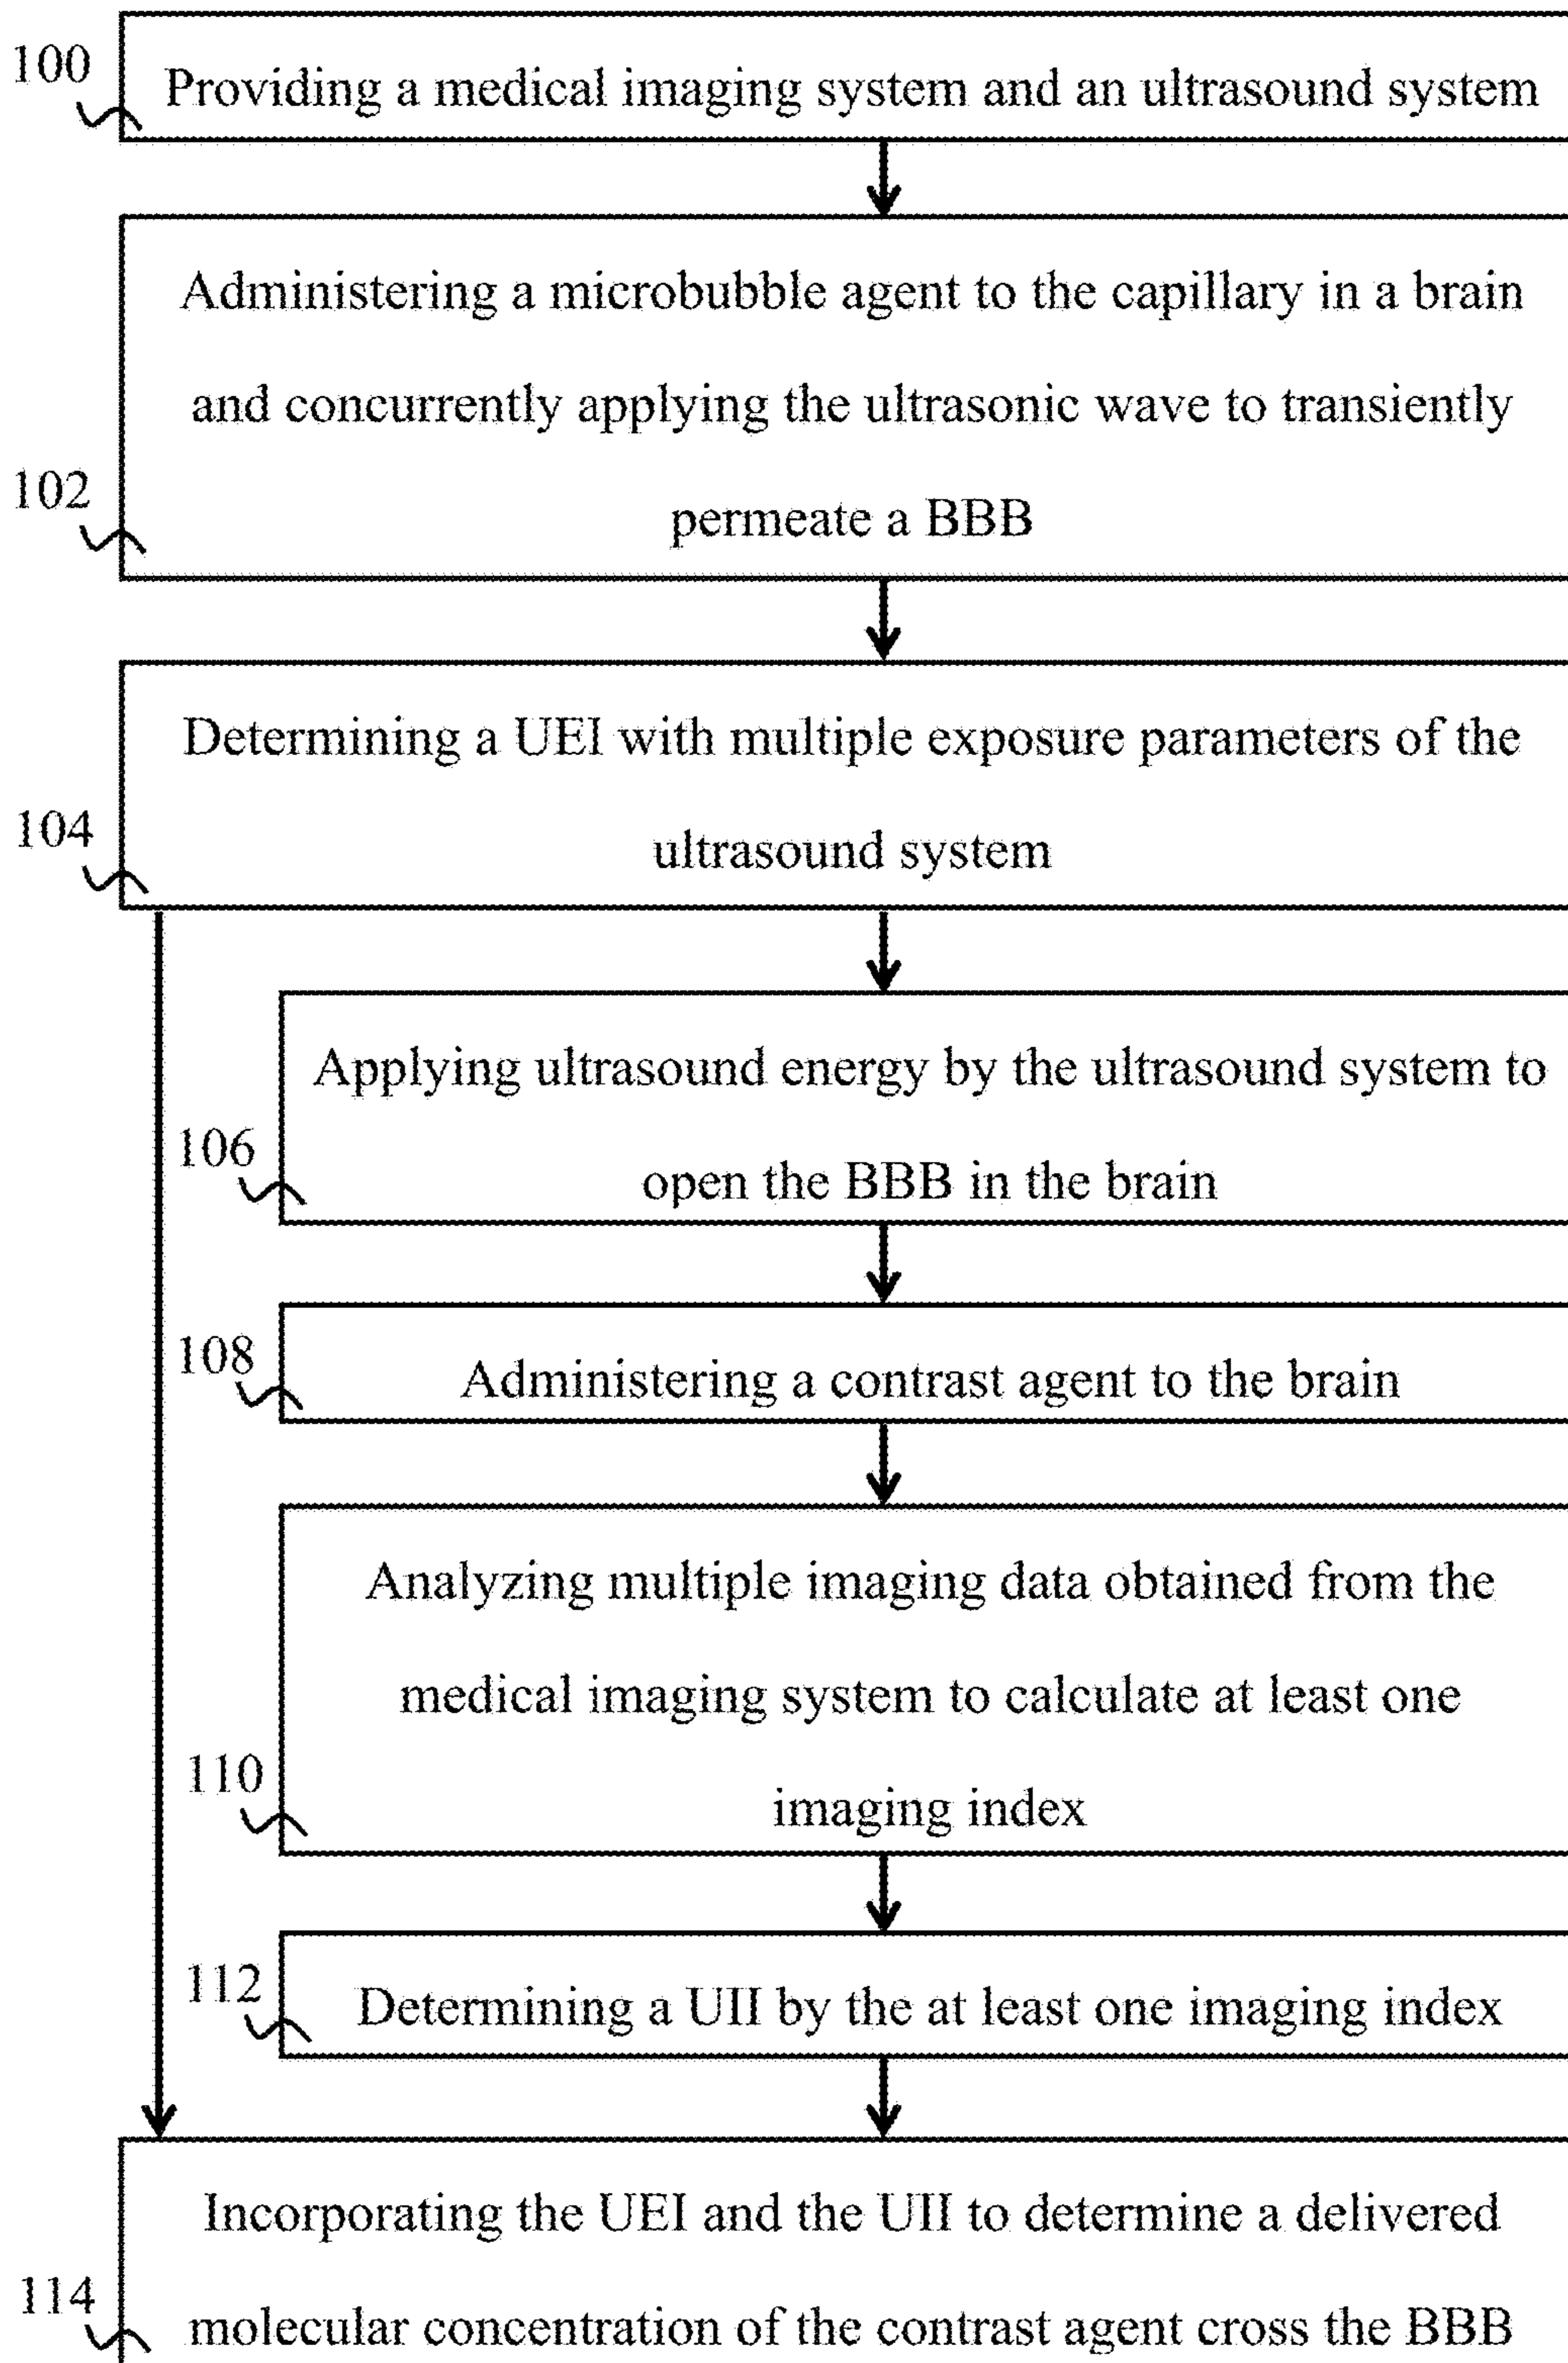 100
Providing a medical imaging system and an ultrasound system
Administering a microbubble agent to the capillary in a brain
and concurrently applying the ultrasonic wave to transiently
102
permeate a BBB
Determining a UEI with multiple exposure parameters of the
104
ultrasound system
Applying ultrasound energy by the ultrasound system to
106
open the BBB in the brain
108
Administering a contrast agent to the brain
Analyzing multiple imaging data obtained from the
medical imaging system to calculate at least one
110
imaging index
112
Determining a UII by the at least one imaging index
Incorporating the UEI and the UII to determine a delivered
114
molecular concentration of the contrast agent cross the BBB